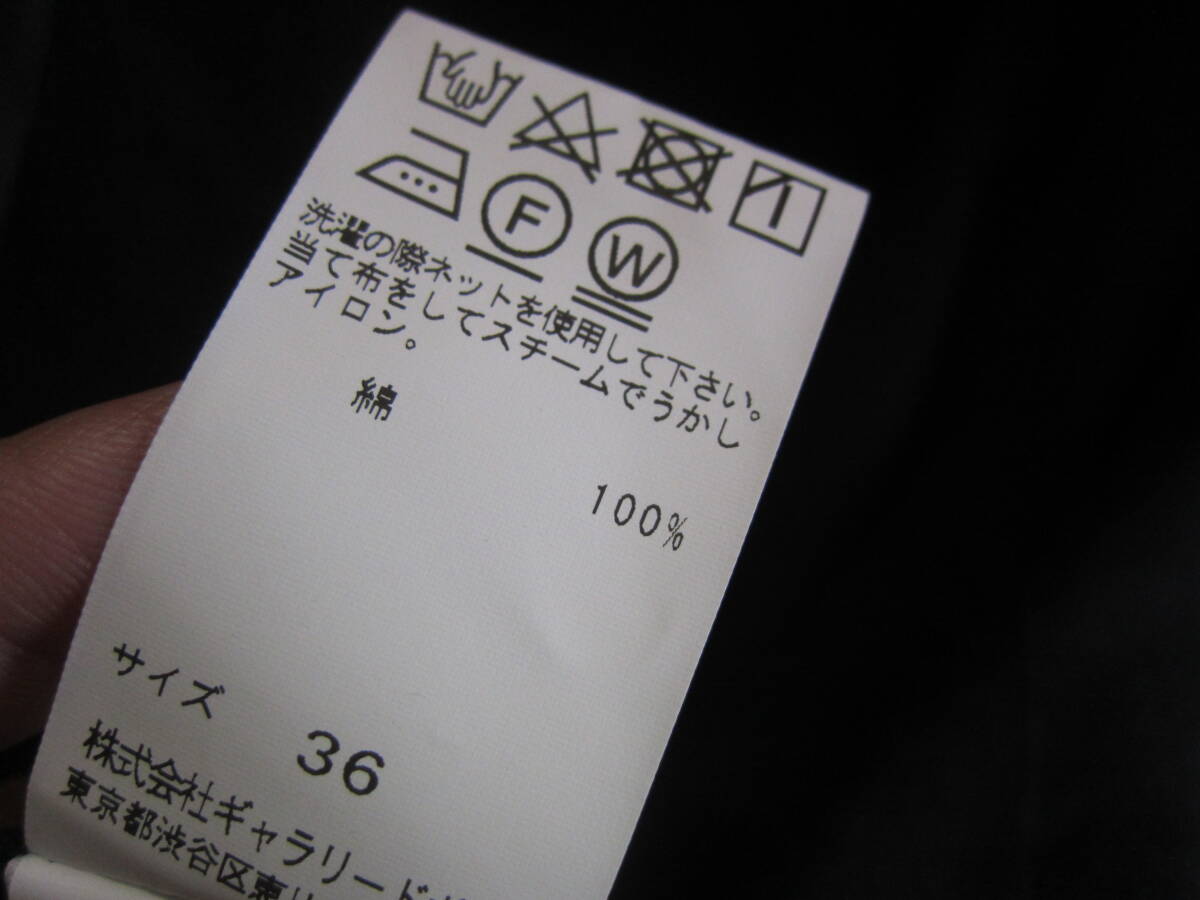 F W
洗濯の際ネットを使用して下さい。
当て布をしてスチームでうかし
アイロン。
綿
100%
サイズ 36
株式会社ギャラリード
東京都渋谷区東